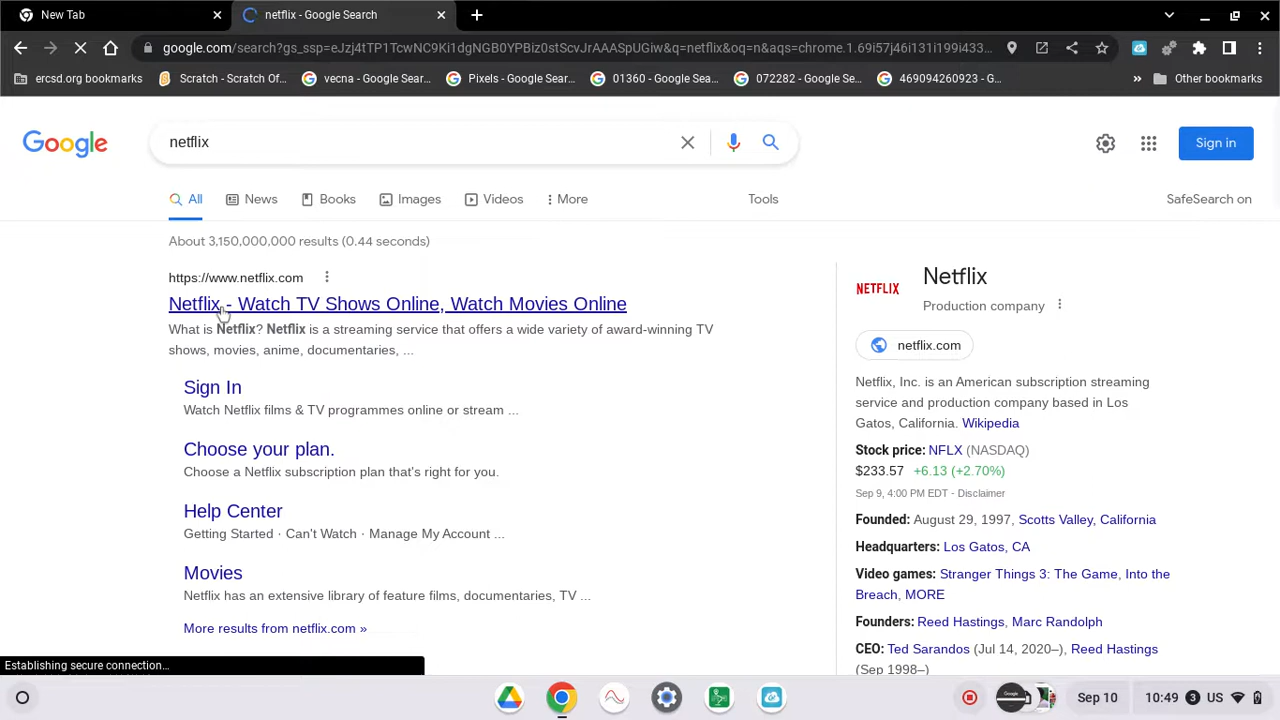 New Tab
netflix - Google Search
google.com/search?gs_ssp=eJzj4tTP1TcwNC9Ki1dgNGB0YPBiz0stScvJrAAASpUGiw&q=netflix&oq=n&aqs=chrome.1.69i57j46i131i199i433...
ercsd.org bookmarks
Scratch - Scratch Of...
vecna - Google Sear...
Pixels - Google Sear...
01360 - Google Sea...
072282 - Google Se...
469094260923 - G...
Other bookmarks
Google
netflix
Sign in
All
News
Books
Images
Videos
More
Tools
SafeSearch on
About 3,150,000,000 results (0.44 seconds)
https://www.netflix.com
Netflix - Watch TV Shows Online, Watch Movies Online
What is Netflix? Netflix is a streaming service that offers a wide variety of award-winning TV
shows, movies, anime, documentaries, ...
Sign In
Watch Netflix films & TV programmes online or stream ...
Choose your plan.
Choose a Netflix subscription plan that's right for you.
Help Center
Getting Started · Can't Watch · Manage My Account ...
Movies
Netflix has an extensive library of feature films, documentaries, TV ...
More results from netflix.com »
NETFLIX
Netflix
Production company
netflix.com
Netflix, Inc. is an American subscription streaming
service and production company based in Los
Gatos, California. Wikipedia
Stock price: NFLX (NASDAQ)
$233.57 +6.13 (+2.70%)
Sep 9, 4:00 PM EDT - Disclaimer
Founded: August 29, 1997, Scotts Valley, California
Headquarters: Los Gatos, CA
Video games: Stranger Things 3: The Game, Into the
Breach, MORE
Founders: Reed Hastings, Marc Randolph
CEO: Ted Sarandos (Jul 14, 2020–), Reed Hastings
(Sep 1998–)
Establishing secure connection...
Sep 10
10:49
3
US